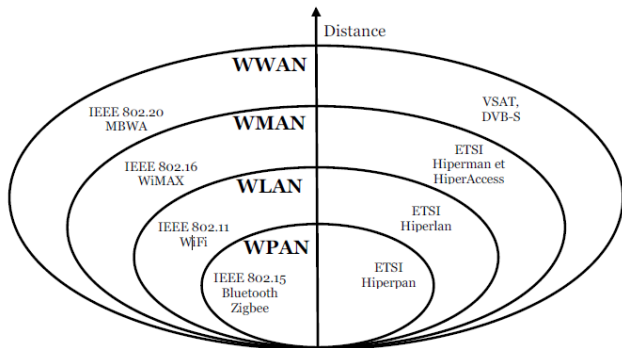 Distance
WWAN
IEEE 802.20
MBWA
VSAT,
DVB-S
WMAN
IEEE 802.16
WiMAX
ETSI
Hiperman et
HiperAccess
WLAN
IEEE 802.11
WiFi
ETSI
Hiperlan
WPAN
IEEE 802.15
Bluetooth
Zigbee
ETSI
Hiperpan